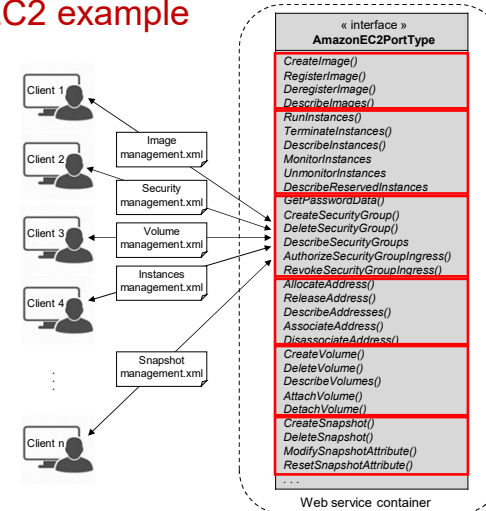 EC2 example
« interface »
AmazonEC2PortType
CreateImage()
RegisterImage()
DeregisterImage()
DescribeImages()
RunInstances()
TerminateInstances()
DescribeInstances()
MonitorInstances
UnmonitorInstances
DescribeReservedInstances
GetPasswordData()
CreateSecurityGroup()
DeleteSecurityGroup()
DescribeSecurityGroups
AuthorizeSecurityGroupIngress()
RevokeSecurityGroupIngress()
AllocateAddress()
ReleaseAddress()
DescribeAddresses()
AssociateAddress()
DisassociateAddress()
CreateVolume()
DeleteVolume()
DescribeVolumes()
AttachVolume()
DetachVolume()
CreateSnapshot()
DeleteSnapshot()
ModifySnapshotAttribute()
ResetSnapshotAttribute()
. . .
Web service container
Client 1
Client 2
Client 3
Client 4
.
.
.
Client n
Image
management.xml
Security
management.xml
Volume
management.xml
Instances
management.xml
Snapshot
management.xml